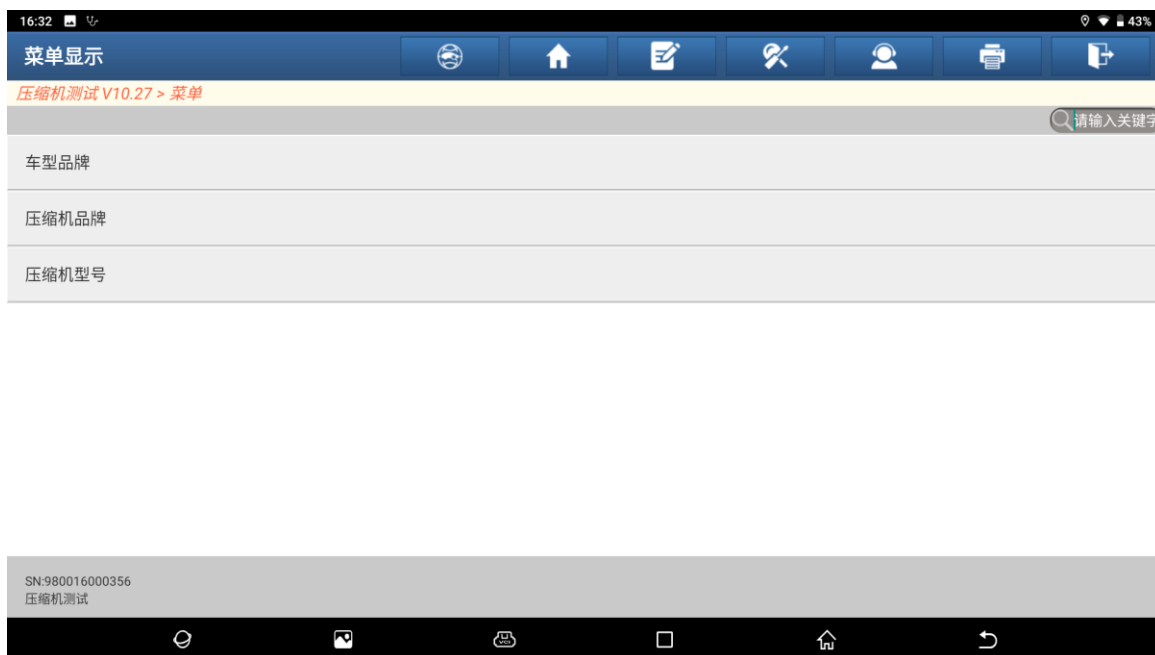 16:32 43%
菜单显示
压缩机测试 V10.27 > 菜单
请输入关键字
车型品牌
压缩机品牌
压缩机型号
SN:980016000356
压缩机测试
VCI